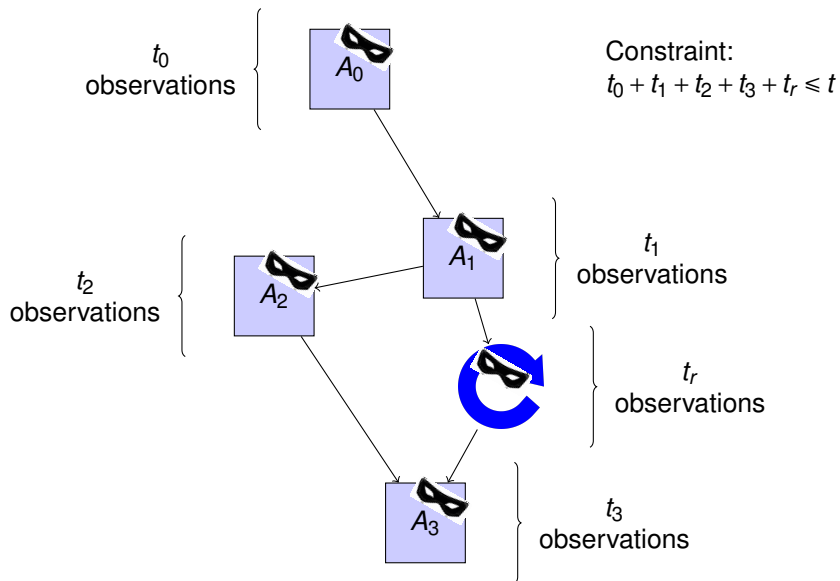 t₀
observations
A₀
Constraint:
t₀ + t₁ + t₂ + t₃ + tᵣ ⩽ t
A₁
t₁
observations
t₂
observations
A₂
tᵣ
observations
A₃
t₃
observations